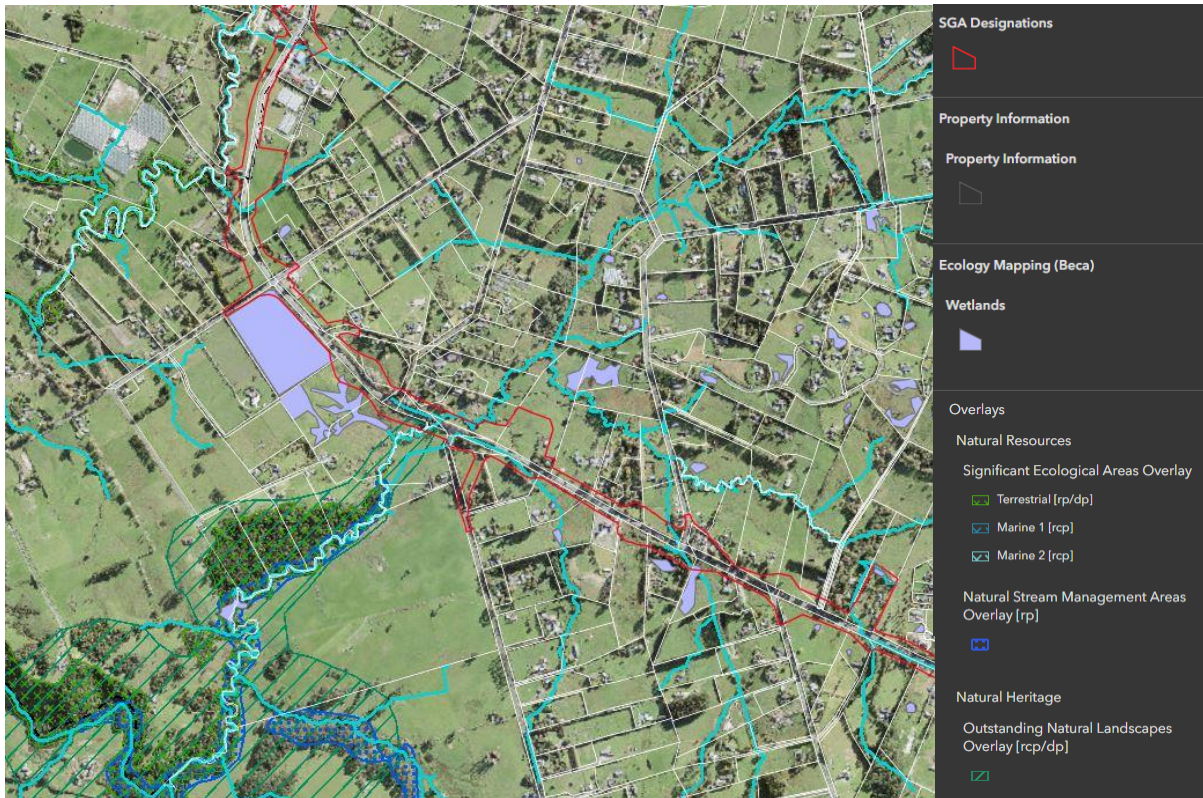 SGA Designations
Property Information
Property Information
Ecology Mapping (Beca)
Wetlands
Overlays
Natural Resources
Significant Ecological Areas Overlay
Terrestrial [rp/dp]
Marine 1 [rcp]
Marine 2 [rcp]
Natural Stream Management Areas
Overlay [rp]
Natural Heritage
Outstanding Natural Landscapes
Overlay [rcp/dp]